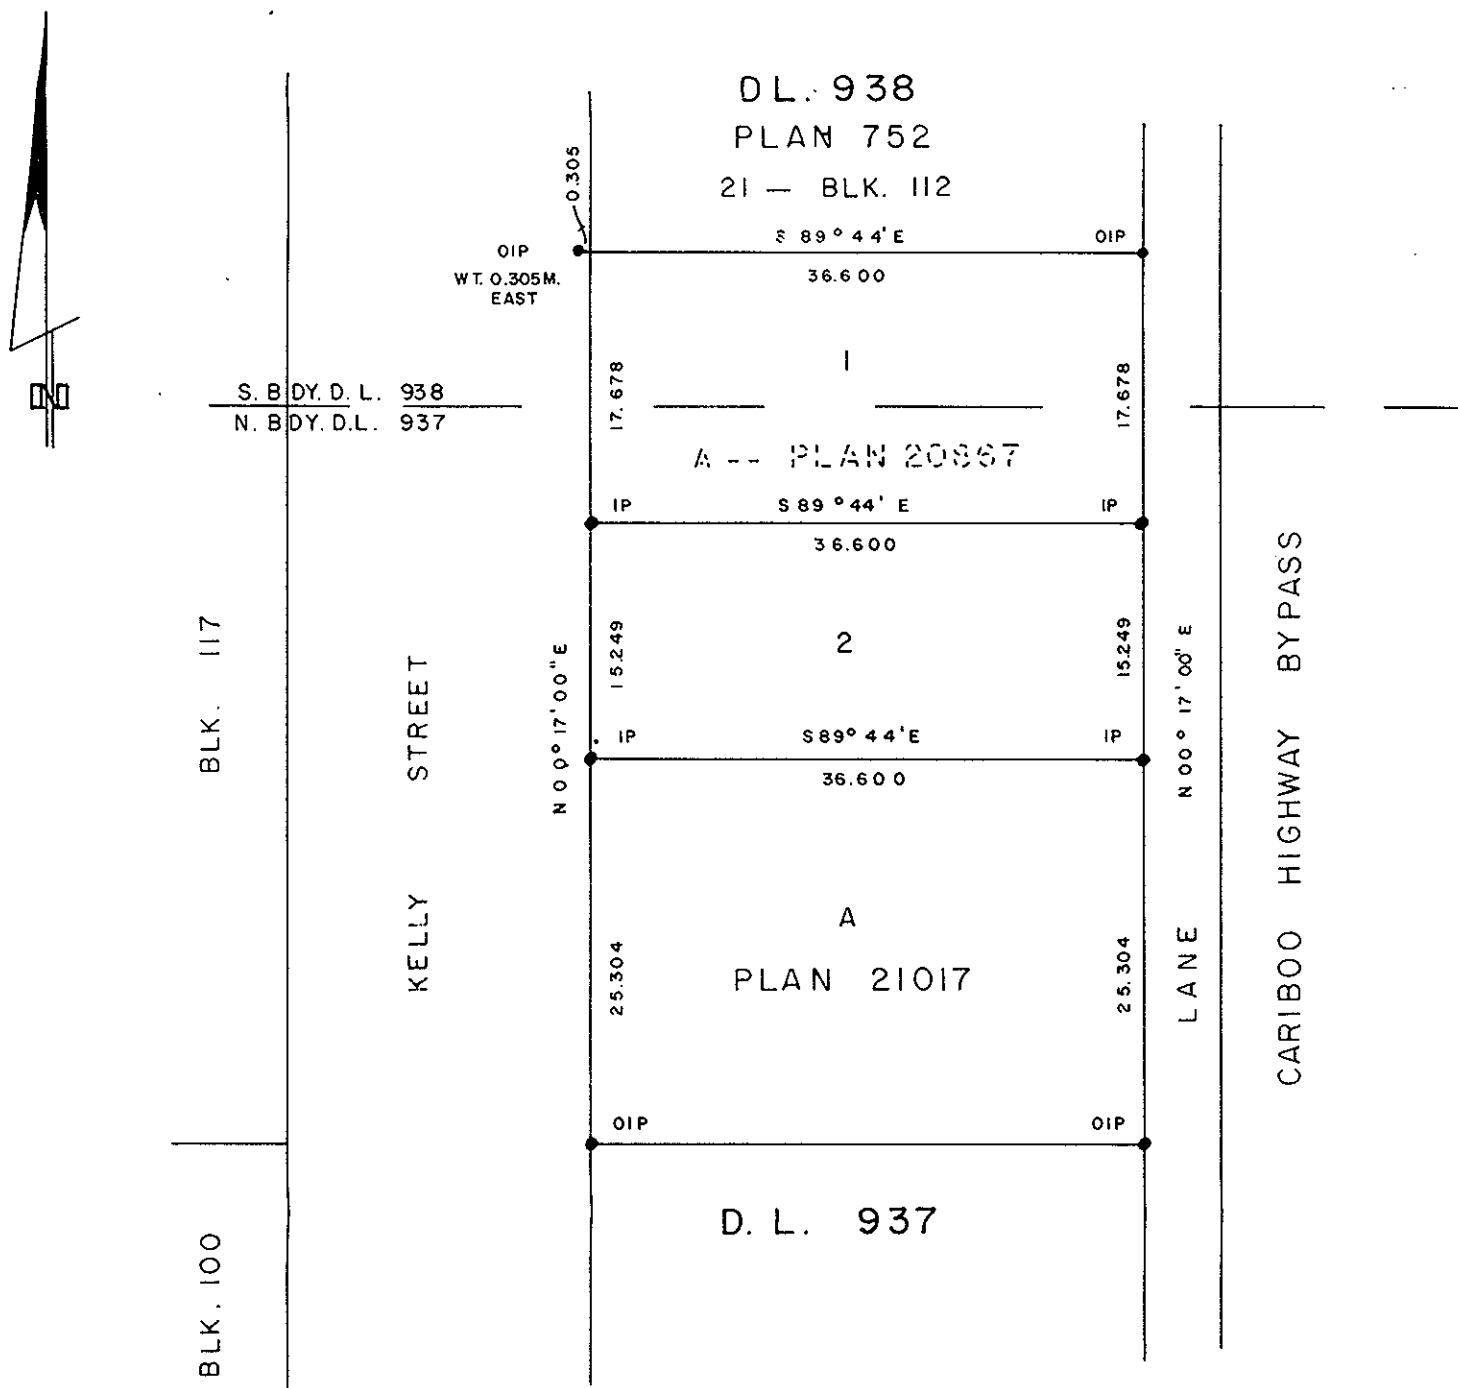 DL. 938
PLAN 752
21 — BLK. 112
0.305
S 89° 44' E
OIP
OIP
WT. 0.305M.
EAST
36.600
1
17.678
17.678
S. BDY. D. L. 938
N. BDY. D.L. 937
A -- PLAN 20867
IP
S 89° 44' E
IP
36.600
N
BLK. 117
KELLY STREET
N 00° 17' 00" E
15.249
2
15.249
N 00° 17' 00" E
CARIBOO HIGHWAY BYPASS
IP
S 89° 44' E
IP
36.600
A
PLAN 21017
25.304
25.304
LANE
OIP
OIP
D. L. 937
BLK. 100